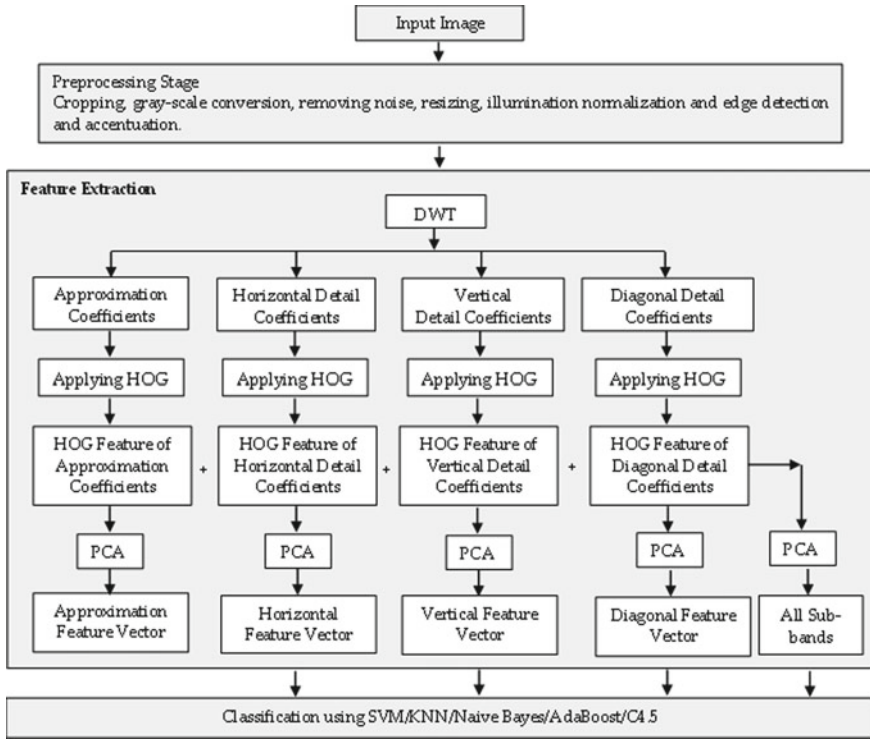 Input Image
Preprocessing Stage
Cropping, gray-scale conversion, removing noise, resizing, illumination normalization and edge detection
and accentuation.
Feature Extraction
DWT
Approximation
Coefficients
Horizontal Detail
Coefficients
Vertical
Detail Coefficients
Diagonal Detail
Coefficients
Applying HOG
Applying HOG
Applying HOG
Applying HOG
HOG Feature of
Approximation
Coefficients
+
HOG Feature of
Horizontal Detail
Coefficients
+
HOG Feature of
Vertical Detail
Coefficients
+
HOG Feature of
Diagonal Detail
Coefficients
PCA
PCA
PCA
PCA
PCA
Approximation
Feature Vector
Horizontal
Feature Vector
Vertical Feature
Vector
Diagonal Feature
Vector
All Sub-
bands
Classification using SVM/KNN/Naive Bayes/AdaBoost/C4.5